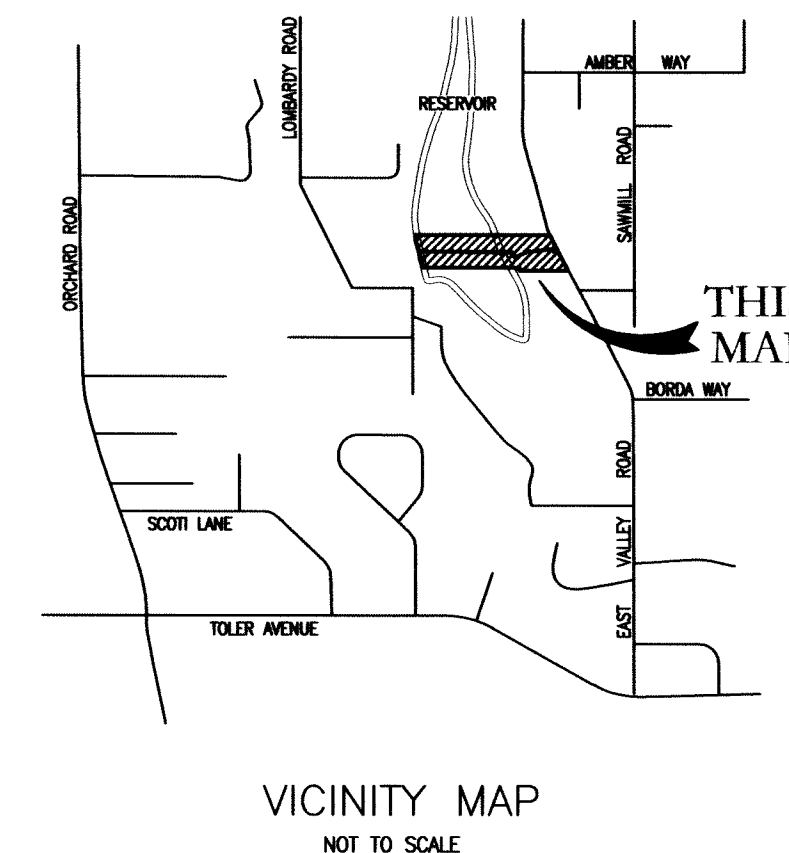 LOMBARDY ROAD
AMBER WAY
RESERVOIR
SAWMILL ROAD
ORCHARD ROAD
BORDA WAY
EAST VALLEY ROAD
SCOTI LANE
TOLER AVENUE
VICINITY MAP
NOT TO SCALE